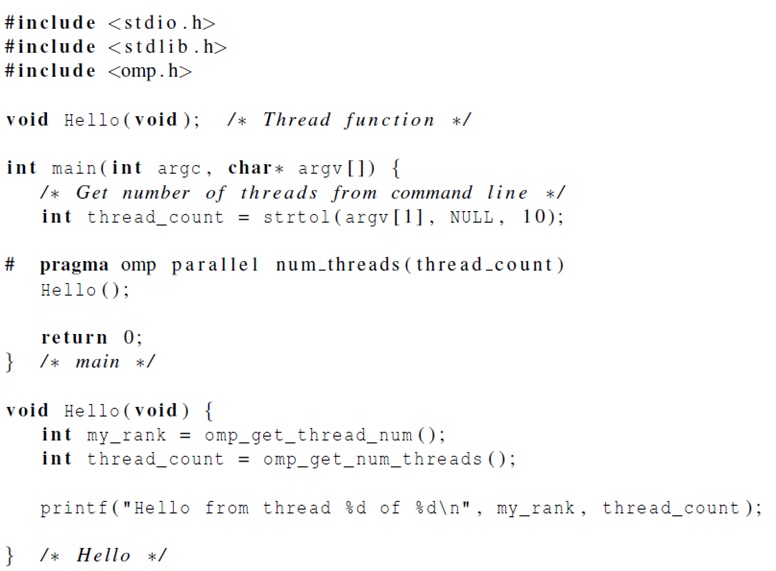 #include <stdio.h>
#include <stdlib.h>
#include <omp.h>
void Hello(void);  /* Thread function */
int main(int argc, char* argv[]) {
   /* Get number of threads from command line */
   int thread_count = strtol(argv[1], NULL, 10);
#  pragma omp parallel num_threads(thread_count)
   Hello();
   return 0;
}  /* main */
void Hello(void) {
   int my_rank = omp_get_thread_num();
   int thread_count = omp_get_num_threads();
   printf("Hello from thread %d of %d\n", my_rank, thread_count);
}  /* Hello */